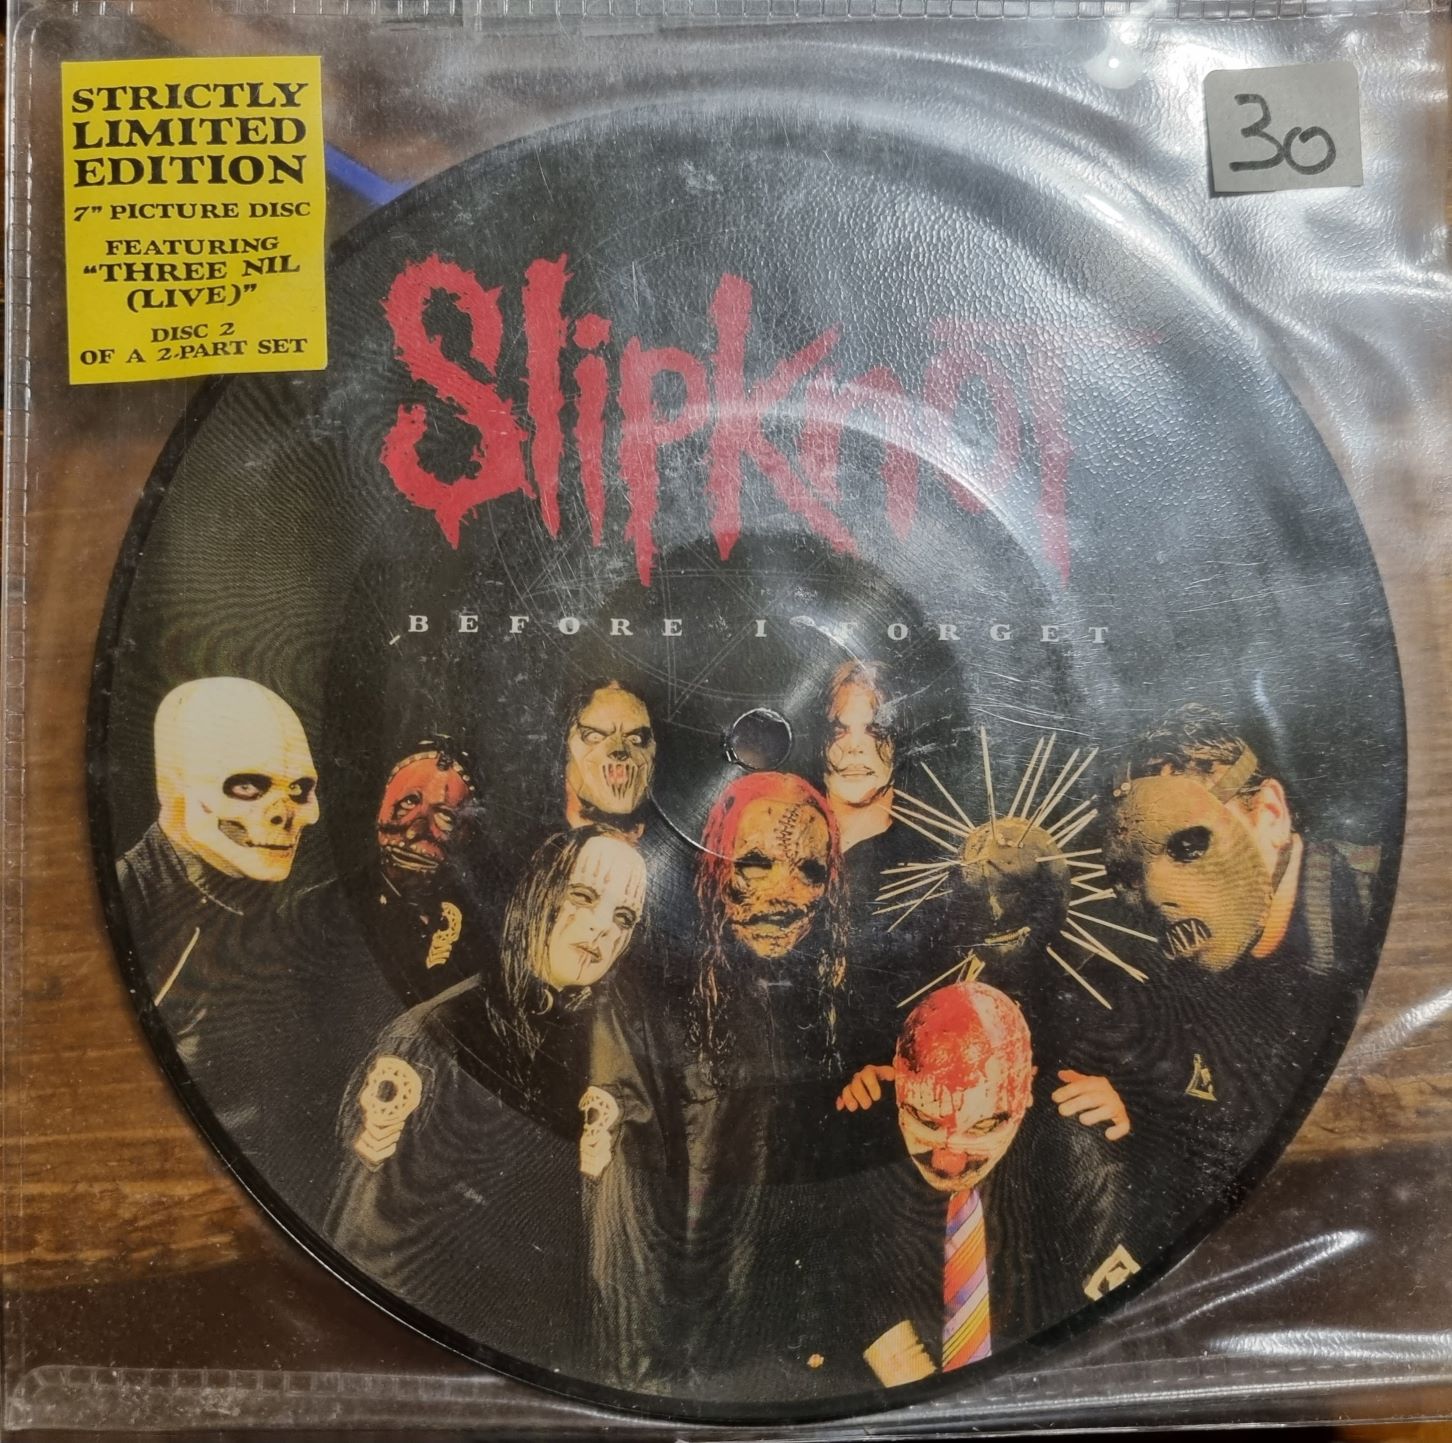 STRICTLY
LIMITED
EDITION
7" PICTURE DISC
FEATURING
"THREE NIL
(LIVE)"
DISC 2
OF A 2-PART SET
30
SlipknoT
BEFORE I FORGET